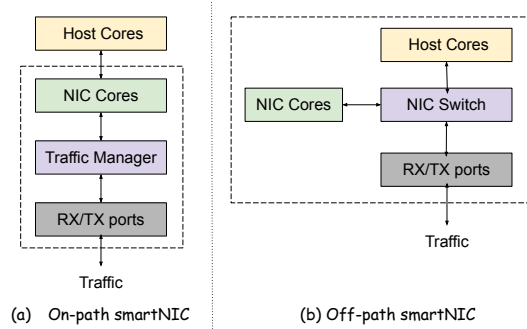 Host Cores
NIC Cores
Traffic Manager
RX/TX ports
Traffic
(a) On-path smartNIC
Host Cores
NIC Cores
NIC Switch
RX/TX ports
Traffic
(b) Off-path smartNIC